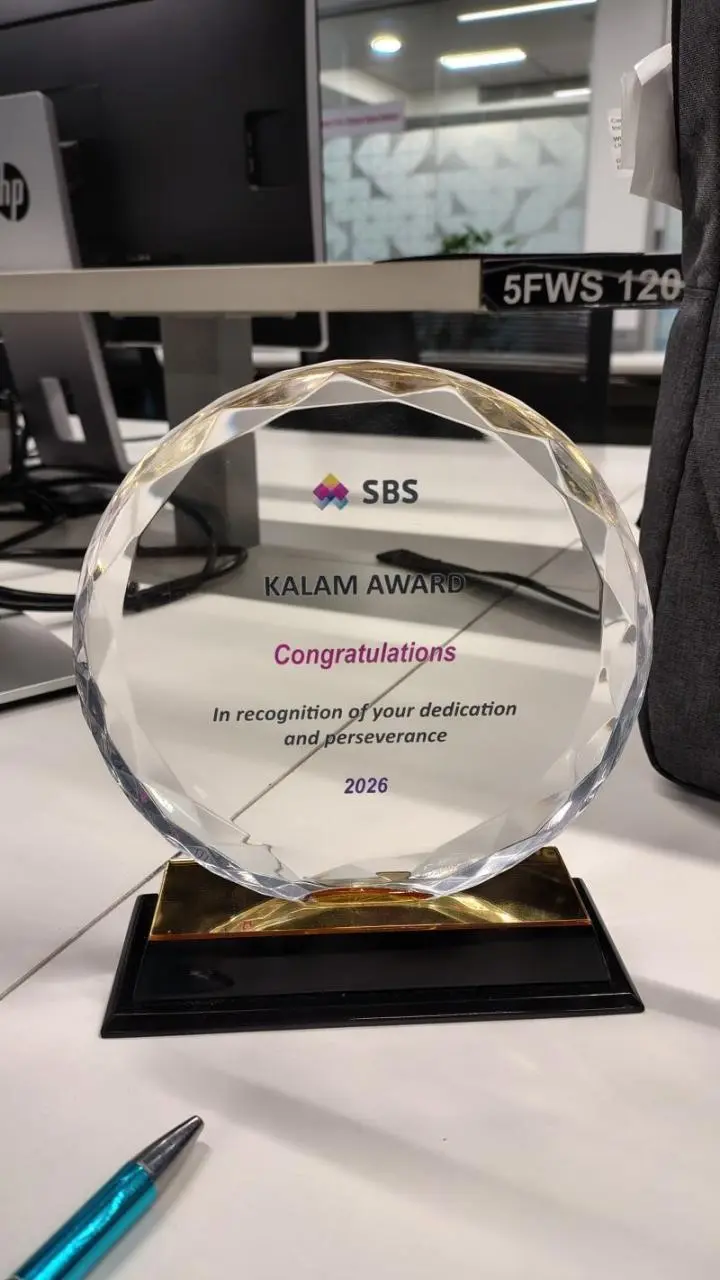 hp
5FWS 120
SBS
KALAM AWARD
Congratulations
In recognition of your dedication
and perseverance
2026